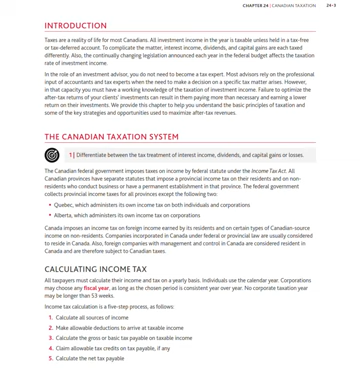 CHAPTER 24 | CANADIAN TAXATION 24•3
INTRODUCTION
Taxes are a reality of life for most Canadians. All investment income in the year is taxable unless held in a tax-free
or tax-deferred account. To complicate the matter, interest income, dividends, and capital gains are each taxed
differently. Also, the continually changing legislation announced each year in the federal budget affects the taxation
rate of investment income.
In the role of an investment advisor, you do not need to become a tax expert. Most advisors rely on the professional
input of accountants and tax experts when the need to make a decision on a specific tax matter arises. However,
in that capacity you must have a working knowledge of the taxation of investment income. Failure to optimize the
after-tax returns of your clients' investments can result in them paying more than necessary and earning a lower
return on their investments. We provide this chapter to help you understand the basic principles of taxation and
some of the key strategies and opportunities used to maximize after-tax revenues.
THE CANADIAN TAXATION SYSTEM
1 | Differentiate between the tax treatment of interest income, dividends, and capital gains or losses.
The Canadian federal government imposes taxes on income by federal statute under the Income Tax Act. All
Canadian provinces have separate statutes that impose a provincial income tax on their residents and on non-
residents who conduct business or have a permanent establishment in that province. The federal government
collects provincial income taxes for all provinces except the following two:
• Quebec, which administers its own income tax on both individuals and corporations
• Alberta, which administers its own income tax on corporations
Canada imposes an income tax on foreign income earned by its residents and on certain types of Canadian-source
income on non-residents. Companies incorporated in Canada under federal or provincial law are usually considered
to reside in Canada. Also, foreign companies with management and control in Canada are considered resident in
Canada and are therefore subject to Canadian taxes.
CALCULATING INCOME TAX
All taxpayers must calculate their income and tax on a yearly basis. Individuals use the calendar year. Corporations
may choose any fiscal year, as long as the chosen period is consistent year over year. No corporate taxation year
may be longer than 53 weeks.
Income tax calculation is a five-step process, as follows:
1. Calculate all sources of income
2. Make allowable deductions to arrive at taxable income
3. Calculate the gross or basic tax payable on taxable income
4. Claim allowable tax credits on tax payable, if any
5. Calculate the net tax payable